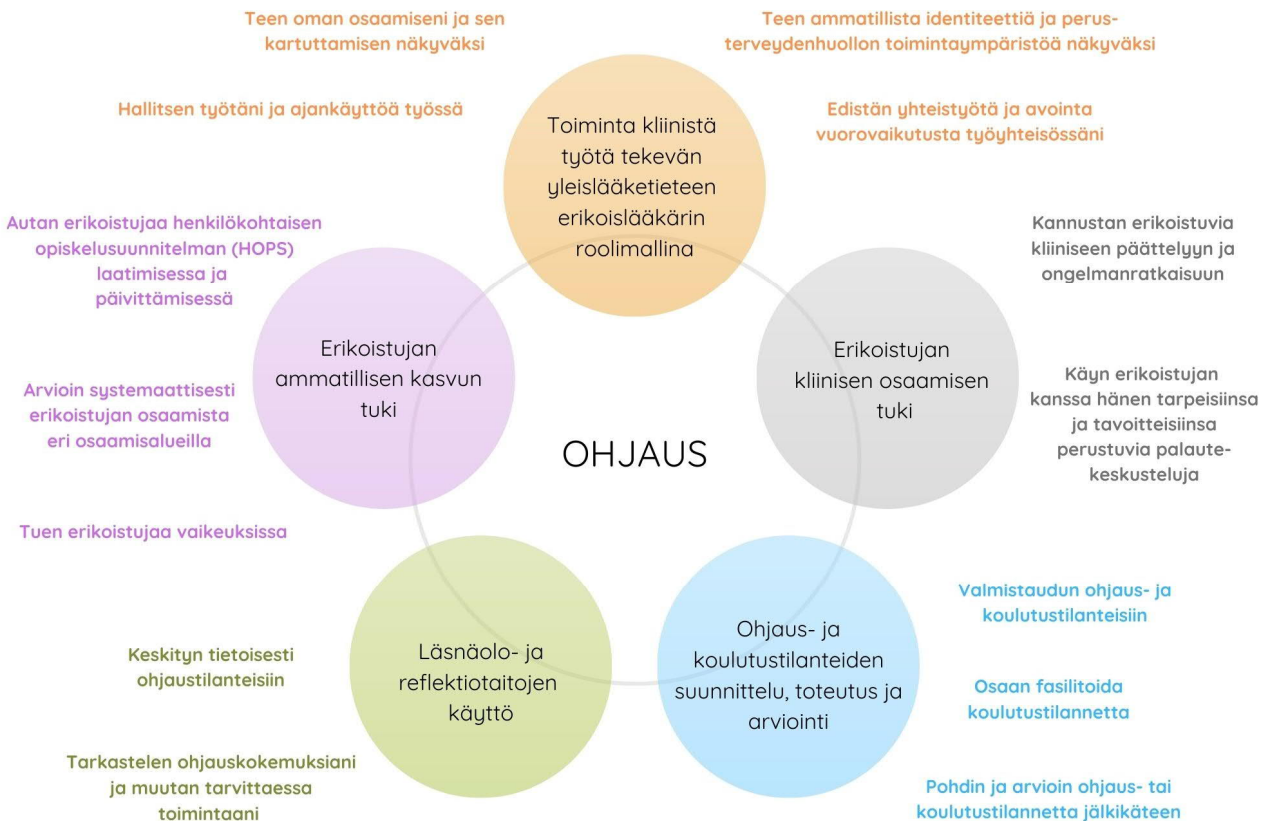 Teen oman osaamiseni ja sen
kartuttamisen näkyväksi
Teen ammatillista identiteettiä ja perus-
terveydenhuollon toimintaympäristöä näkyväksi
Hallitsen työtäni ja ajankäyttöä työssä
Edistän yhteistyötä ja avointa
vuorovaikutusta työyhteisössäni
Toiminta kliinistä
työtä tekevän
yleislääketieteen
erikoislääkärin
roolimallina
Autan erikoistujaa henkilökohtaisen
opiskelusuunnitelman (HOPS)
laatimisessa ja
päivittämisessä
Arvioin systemaattisesti
erikoistujan osaamista
eri osaamisalueilla
Tuen erikoistujaa vaikeuksissa
Erikoistujan
ammatillisen kasvun
tuki
Erikoistujan
kliinisen osaamisen
tuki
Kannustan erikoistuvia
kliiniseen päättelyyn ja
ongelmanratkaisuun
Käyn erikoistujan
kanssa hänen tarpeisiinsa
ja tavoitteisiinsa
perustuvia palaute-
keskusteluja
OHJAUS
Keskityn tietoisesti
ohjaustilanteisiin
Tarkastelen ohjauskokemuksiani
ja muutan tarvittaessa
toimintaani
Läsnäolo- ja
reflektiotaitojen
käyttö
Ohjaus- ja
koulutustilanteiden
suunnittelu, toteutus ja
arviointi
Valmistaudun ohjaus- ja
koulutustilanteisiin
Osaan fasilitoida
koulutustilannetta
Pohdin ja arvioin ohjaus- tai
koulutustilannetta jälkikäteen